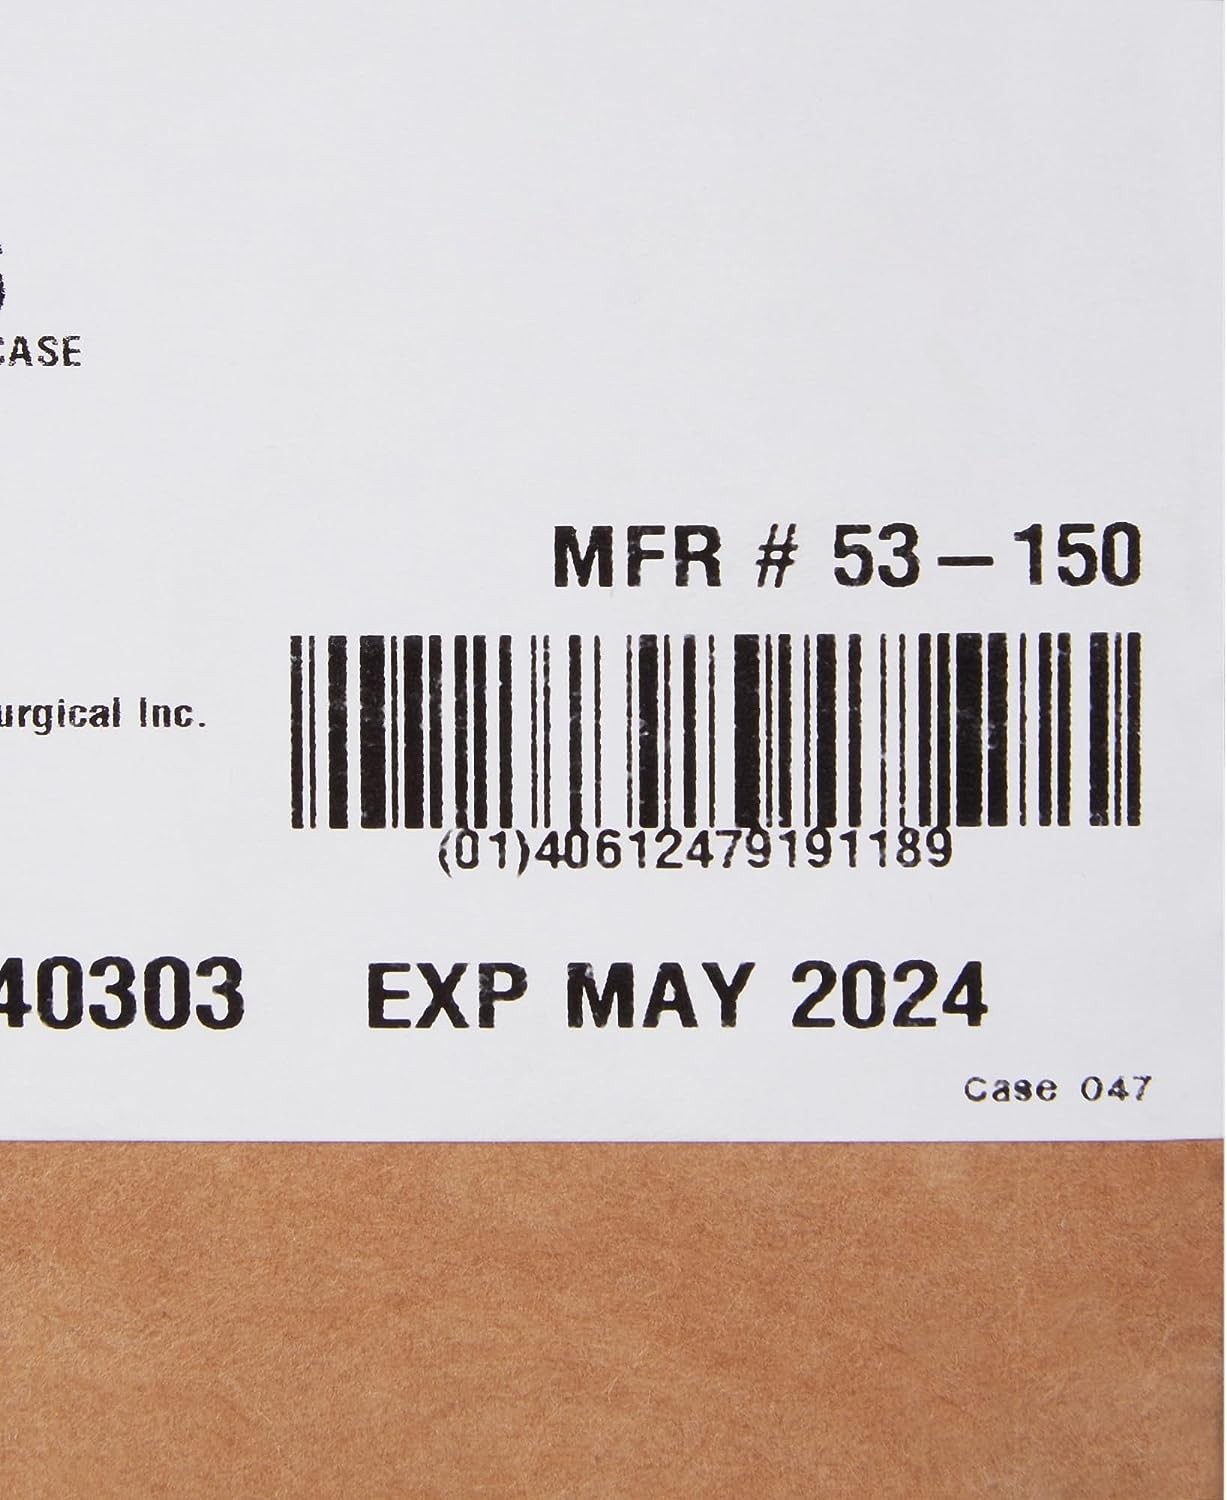 CASE
MFR # 53-150
urgical Inc.
(01)40612479191189
40303 EXP MAY 2024
Case 047